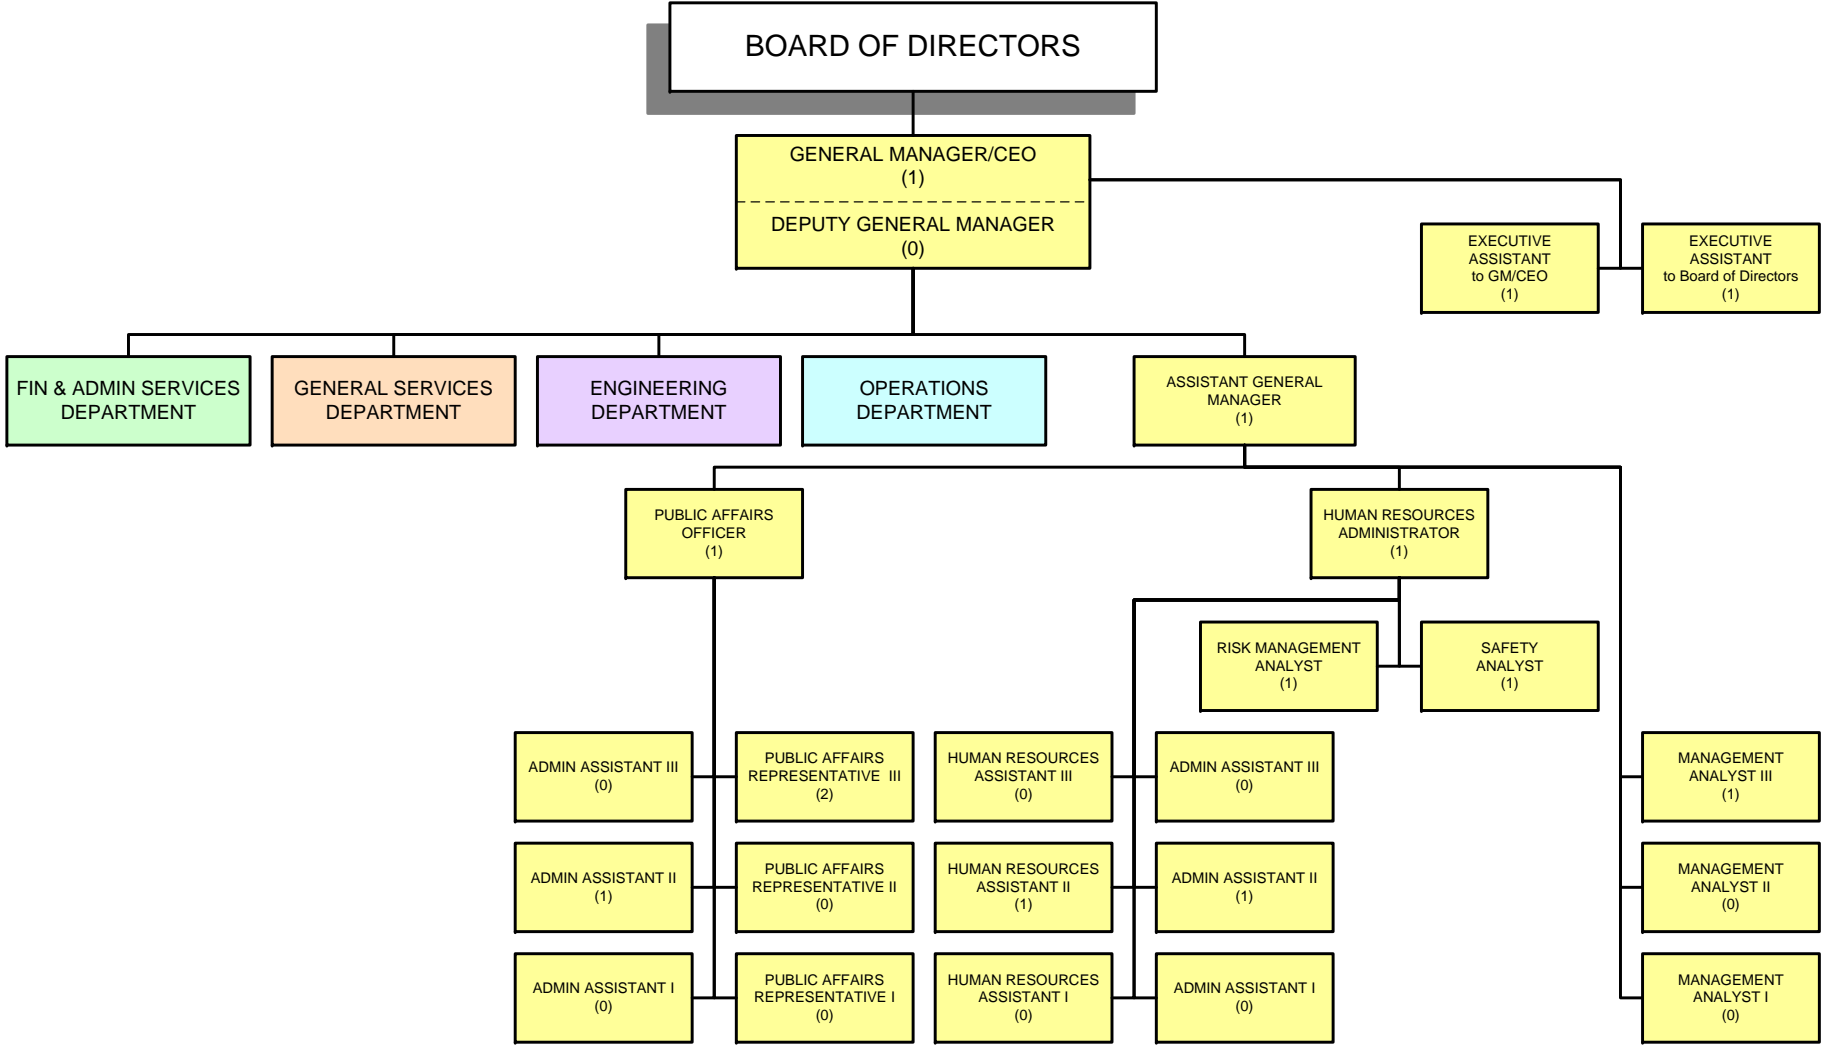 BOARD OF DIRECTORS
GENERAL MANAGER/CEO
(1)
DEPUTY GENERAL MANAGER
(0)
EXECUTIVE
ASSISTANT
to GM/CEO
(1)
EXECUTIVE
ASSISTANT
to Board of Directors
(1)
FIN & ADMIN SERVICES
DEPARTMENT
GENERAL SERVICES
DEPARTMENT
ENGINEERING
DEPARTMENT
OPERATIONS
DEPARTMENT
ASSISTANT GENERAL
MANAGER
(1)
PUBLIC AFFAIRS
OFFICER
(1)
HUMAN RESOURCES
ADMINISTRATOR
(1)
RISK MANAGEMENT
ANALYST
(1)
SAFETY
ANALYST
(1)
ADMIN ASSISTANT III
(0)
PUBLIC AFFAIRS
REPRESENTATIVE III
(2)
HUMAN RESOURCES
ASSISTANT III
(0)
ADMIN ASSISTANT III
(0)
MANAGEMENT
ANALYST III
(1)
ADMIN ASSISTANT II
(1)
PUBLIC AFFAIRS
REPRESENTATIVE II
(0)
HUMAN RESOURCES
ASSISTANT II
(1)
ADMIN ASSISTANT II
(1)
MANAGEMENT
ANALYST II
(0)
ADMIN ASSISTANT I
(0)
PUBLIC AFFAIRS
REPRESENTATIVE I
(0)
HUMAN RESOURCES
ASSISTANT I
(0)
ADMIN ASSISTANT I
(0)
MANAGEMENT
ANALYST I
(0)